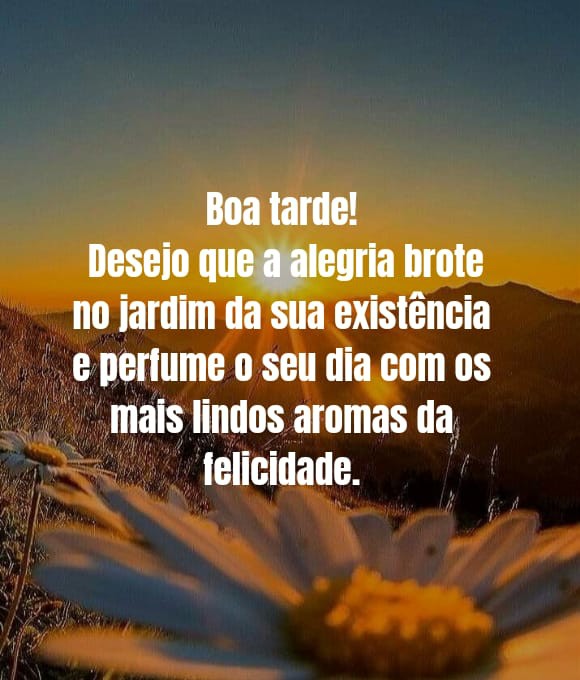 Boa tarde!
Desejo que a alegria brote
no jardim da sua existência
e perfume o seu dia com os
mais lindos aromas da
felicidade.